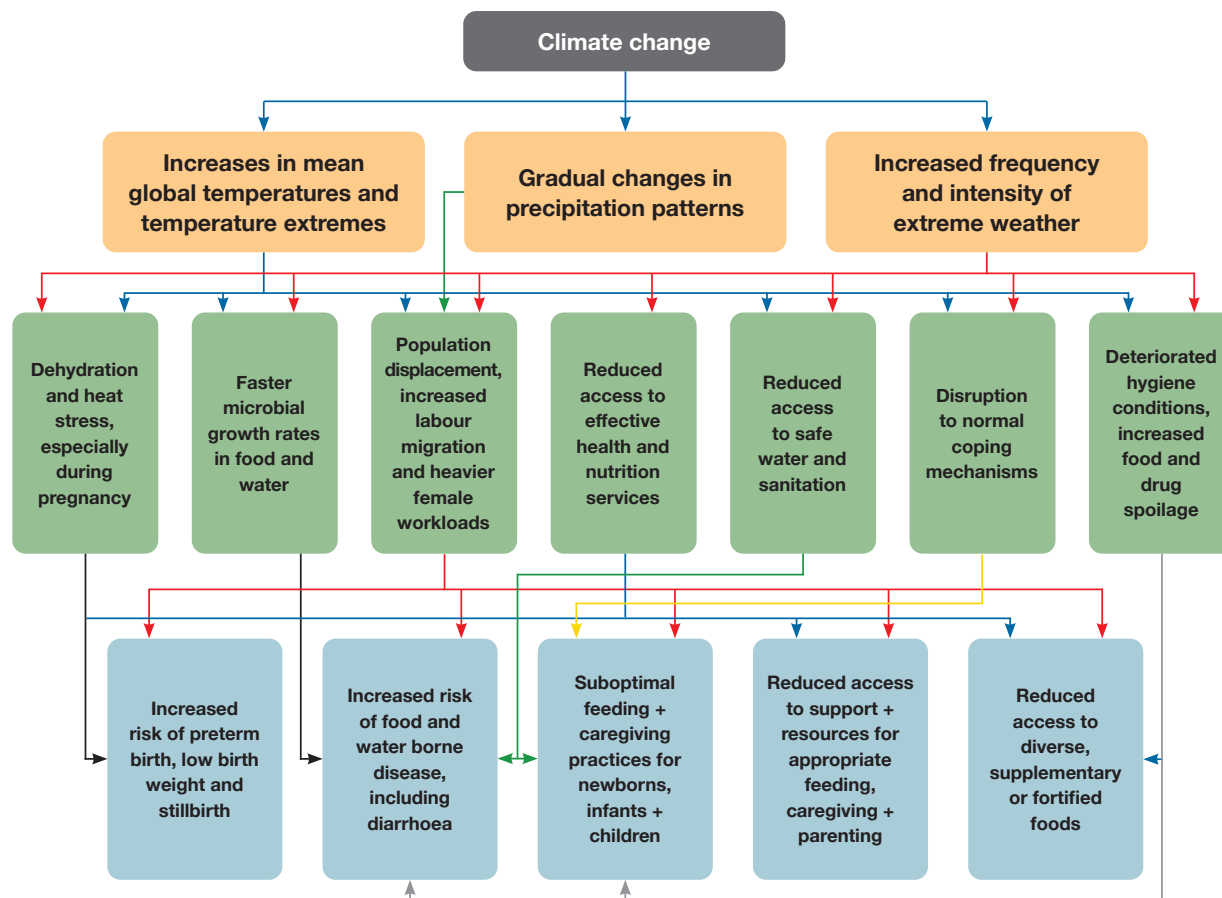 Climate change
Increases in mean
global temperatures and
temperature extremes
Gradual changes in
precipitation patterns
Increased frequency
and intensity of
extreme weather
Dehydration
and heat
stress,
especially
during
pregnancy
Faster
microbial
growth rates
in food and
water
Population
displacement,
increased
labour
migration
and heavier
female
workloads
Reduced
access to
effective
health and
nutrition
services
Reduced
access
to safe
water and
sanitation
Disruption
to normal
coping
mechanisms
Deteriorated
hygiene
conditions,
increased
food and
drug
spoilage
Increased
risk of preterm
birth, low birth
weight and
stillbirth
Increased risk
of food and
water borne
disease,
including
diarrhoea
Suboptimal
feeding +
caregiving
practices for
newborns,
infants +
children
Reduced access
to support +
resources for
appropriate
feeding,
caregiving +
parenting
Reduced
access to
diverse,
supplementary
or fortified
foods